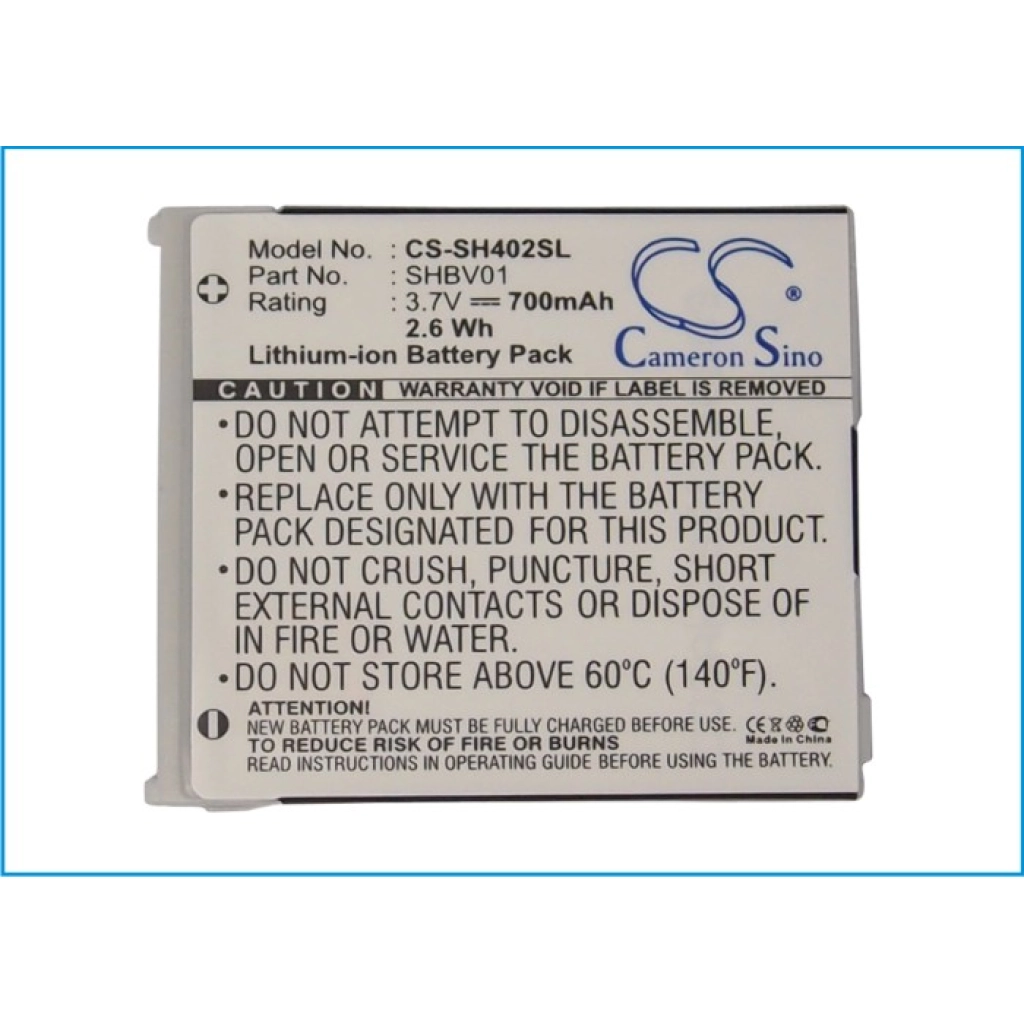 Model No. : CS-SH402SL
Part No. : SHBV01
Rating : 3.7V ⎓ 700mAh
2.6 Wh
Lithium-ion Battery Pack
CS ®
Cameron Sino
CAUTION WARRANTY VOID IF LABEL IS REMOVED
•DO NOT ATTEMPT TO DISASSEMBLE,
OPEN OR SERVICE THE BATTERY PACK.
•REPLACE ONLY WITH THE BATTERY
PACK DESIGNATED FOR THIS PRODUCT.
•DO NOT CRUSH, PUNCTURE, SHORT
EXTERNAL CONTACTS OR DISPOSE OF
IN FIRE OR WATER.
•DO NOT STORE ABOVE 60°C (140°F).
ATTENTION!
NEW BATTERY PACK MUST BE FULLY CHARGED BEFORE USE.
TO REDUCE RISK OF FIRE OR BURNS
READ INSTRUCTIONS IN OPERATING GUIDE BEFORE USING THE BATTERY.
CE
Made In China